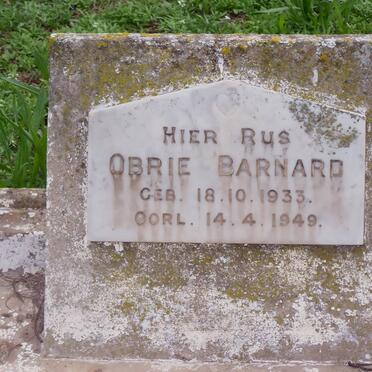 HIER RUS
OBRIE BARNARD
GEB. 18.10.1933.
OORL. 14.4.1949.